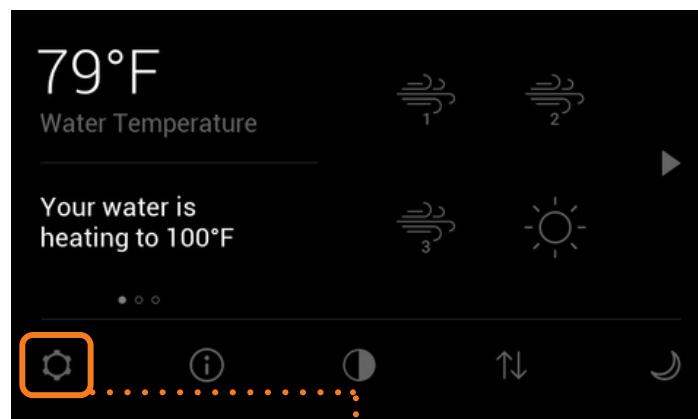 79°F
Water Temperature
1
2
Your water is
heating to 100°F
3